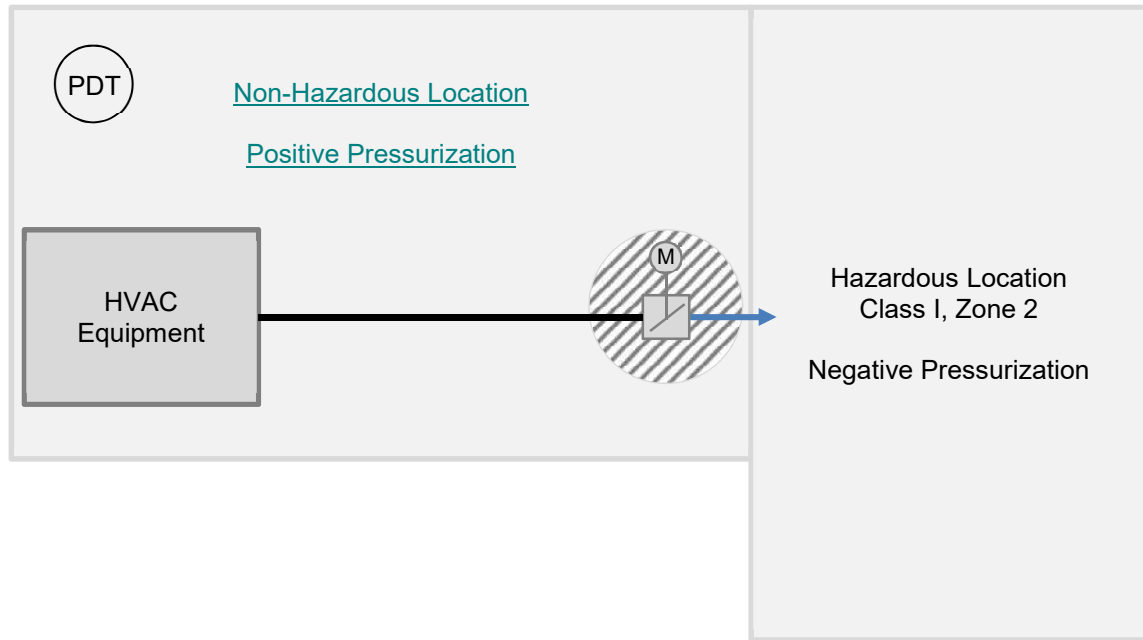 PDT
Non-Hazardous Location
Positive Pressurization
HVAC
Equipment
M
Hazardous Location
Class I, Zone 2
Negative Pressurization